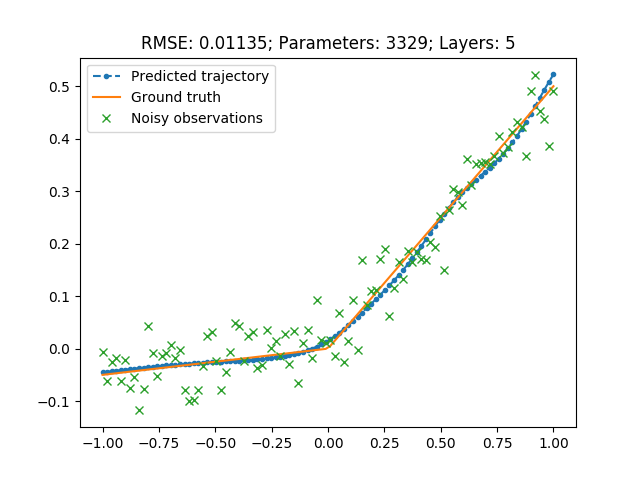 RMSE: 0.01135; Parameters: 3329; Layers: 5
Predicted trajectory
Ground truth
Noisy observations
0.5
0.4
0.3
0.2
0.1
0.0
−0.1
−1.00 −0.75 −0.50 −0.25 0.00 0.25 0.50 0.75 1.00